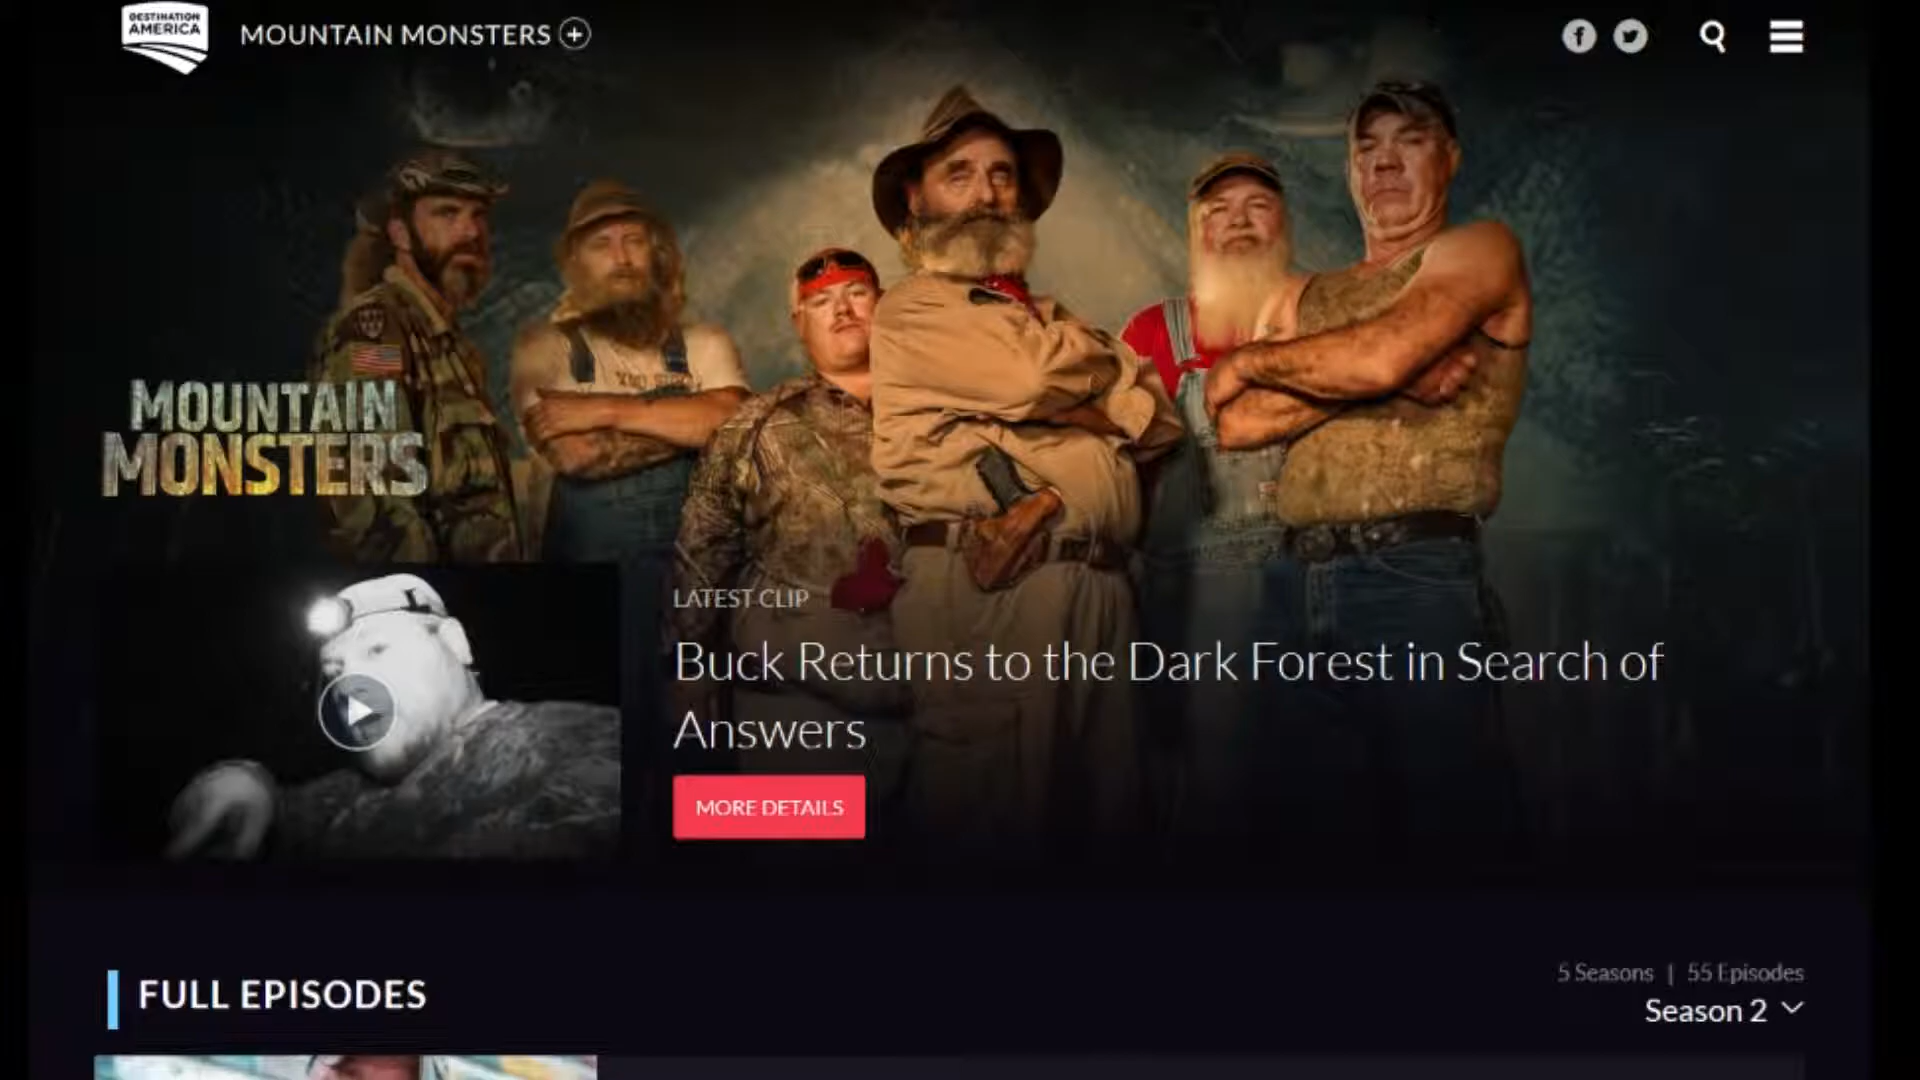 DESTINATION
AMERICA
MOUNTAIN MONSTERS
MOUNTAIN
MONSTERS
LATEST CLIP
Buck Returns to the Dark Forest in Search of
Answers
MORE DETAILS
FULL EPISODES
5 Seasons | 55 Episodes
Season 2